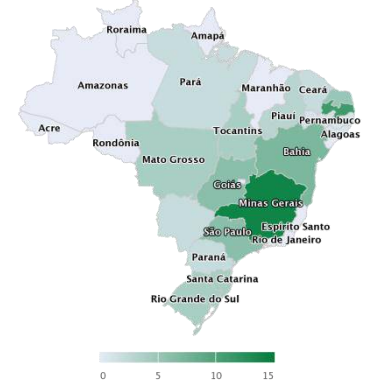 Roraima
Amapá
Amazonas
Pará
Maranhão
Ceará
Acre
Rondônia
Tocantins
Piauí
Pernambuco
Alagoas
Mato Grosso
Bahia
Goiás
Minas Gerais
Espírito Santo
São Paulo
Rio de Janeiro
Paraná
Santa Catarina
Rio Grande do Sul
0 5 10 15